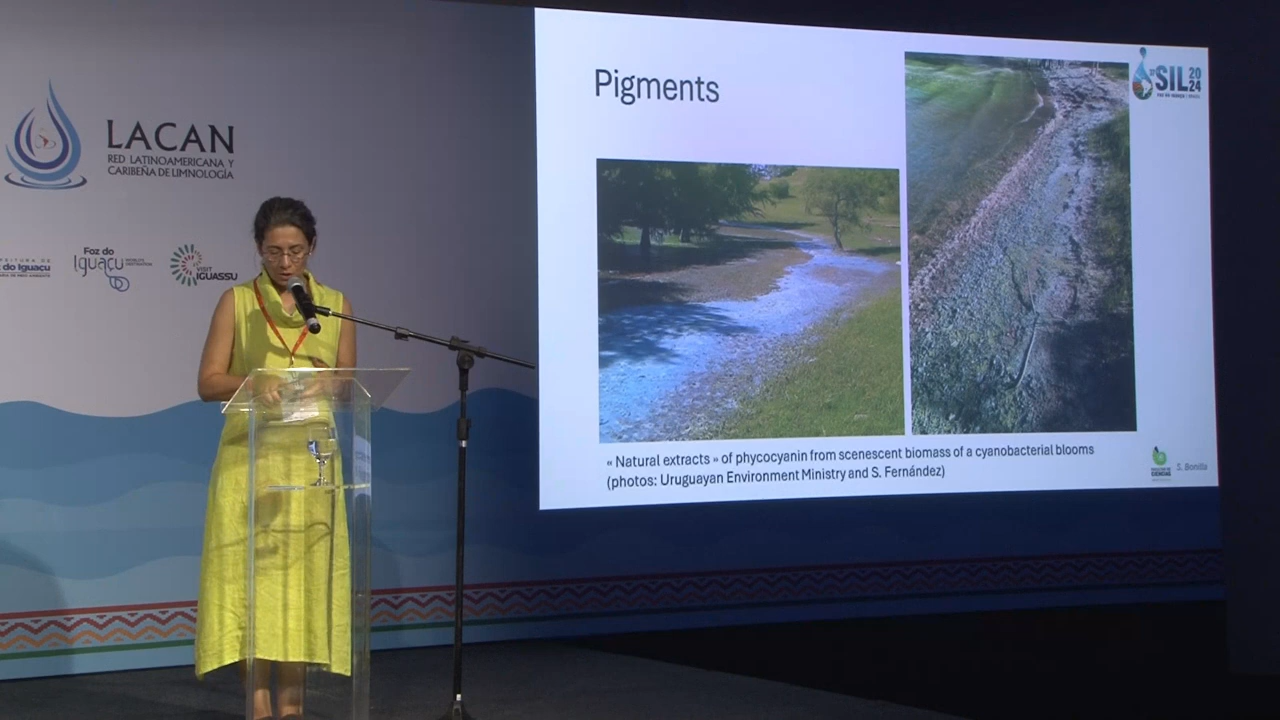 LACAN
RED LATINOAMERICANA Y
CARIBEÑA DE LIMNOLOGÍA
Foz do
Iguaçu
VISIT
IGUASSU
Pigments
SIL 20
24
« Natural extracts » of phycocyanin from scenescent biomass of a cyanobacterial blooms
(photos: Uruguayan Environment Ministry and S. Fernández)
CIENCIAS
S. Bonilla